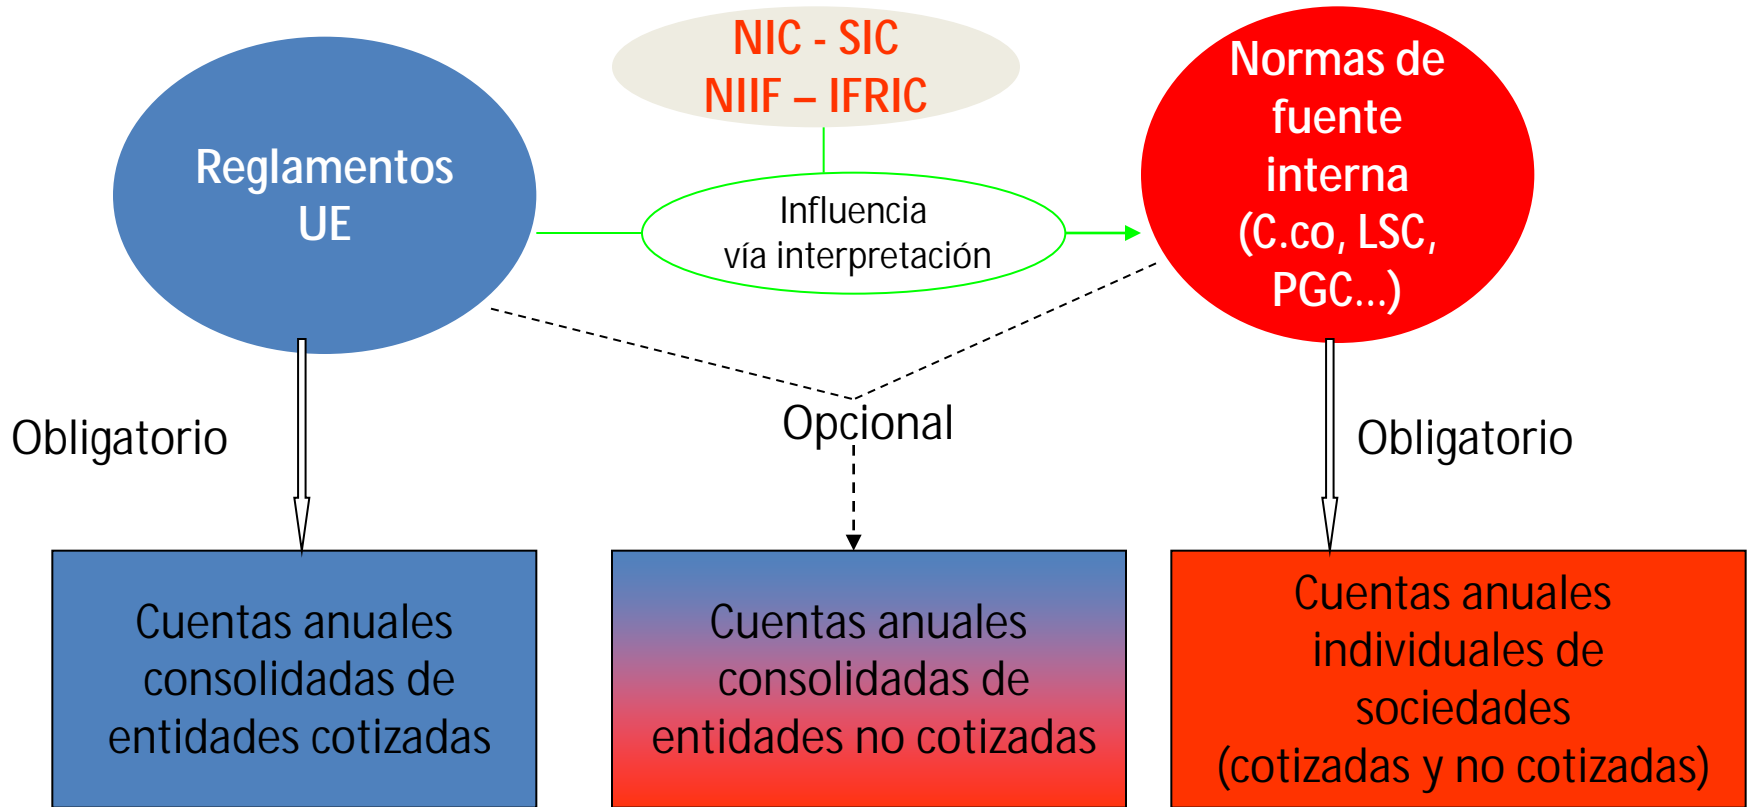 NIC - SIC
NIIF – IFRIC
Reglamentos
UE
Influencia
vía interpretación
Normas de
fuente
interna
(C.co, LSC,
PGC...)
Obligatorio
Opcional
Obligatorio
Cuentas anuales
consolidadas de
entidades cotizadas
Cuentas anuales
consolidadas de
entidades no cotizadas
Cuentas anuales
individuales de
sociedades
(cotizadas y no cotizadas)